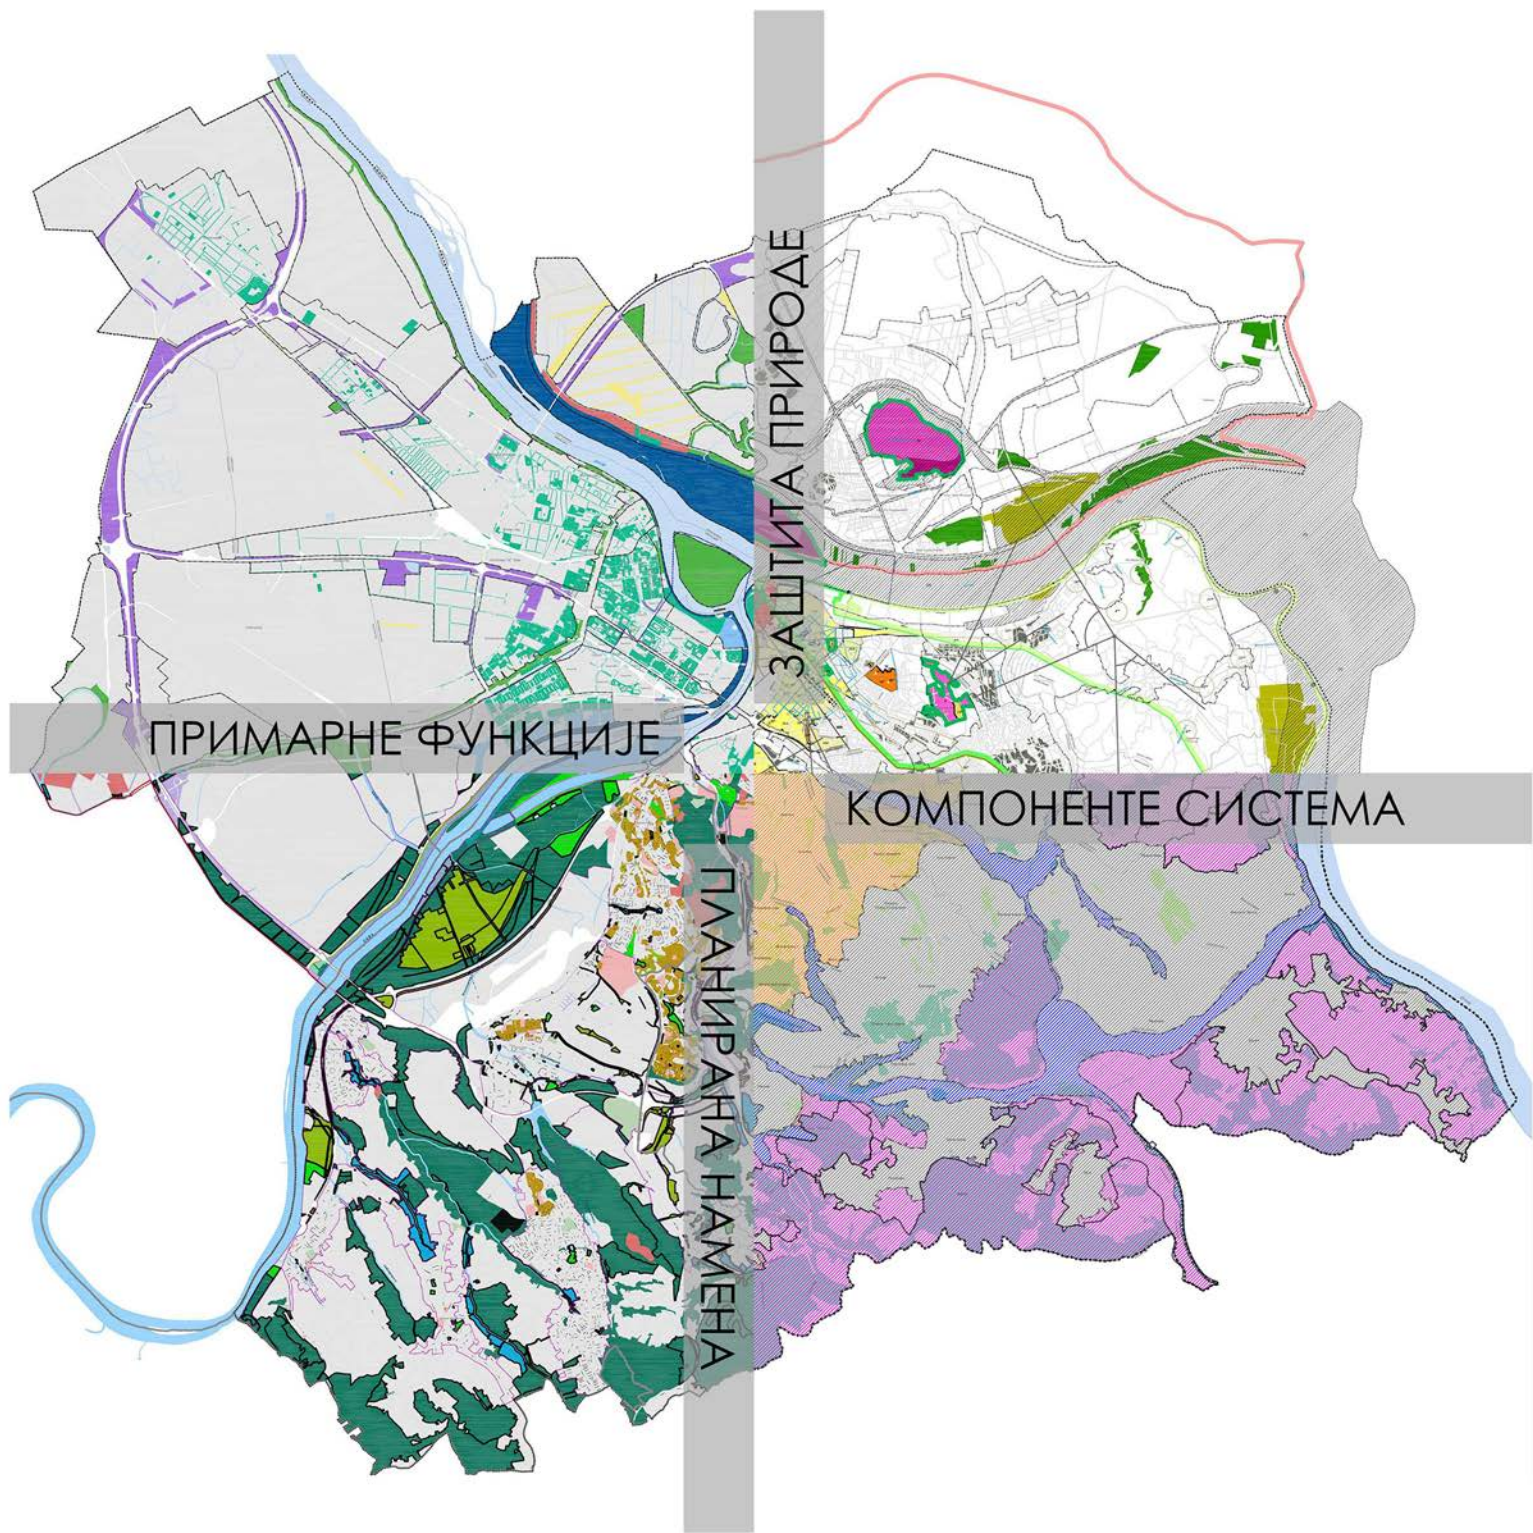 ЗАШТИТА ПРИРОДЕ
ПРИМАРНЕ ФУНКЦИЈЕ
КОМПОНЕНТЕ СИСТЕМА
ПЛАНИРАНА НАМЕНА